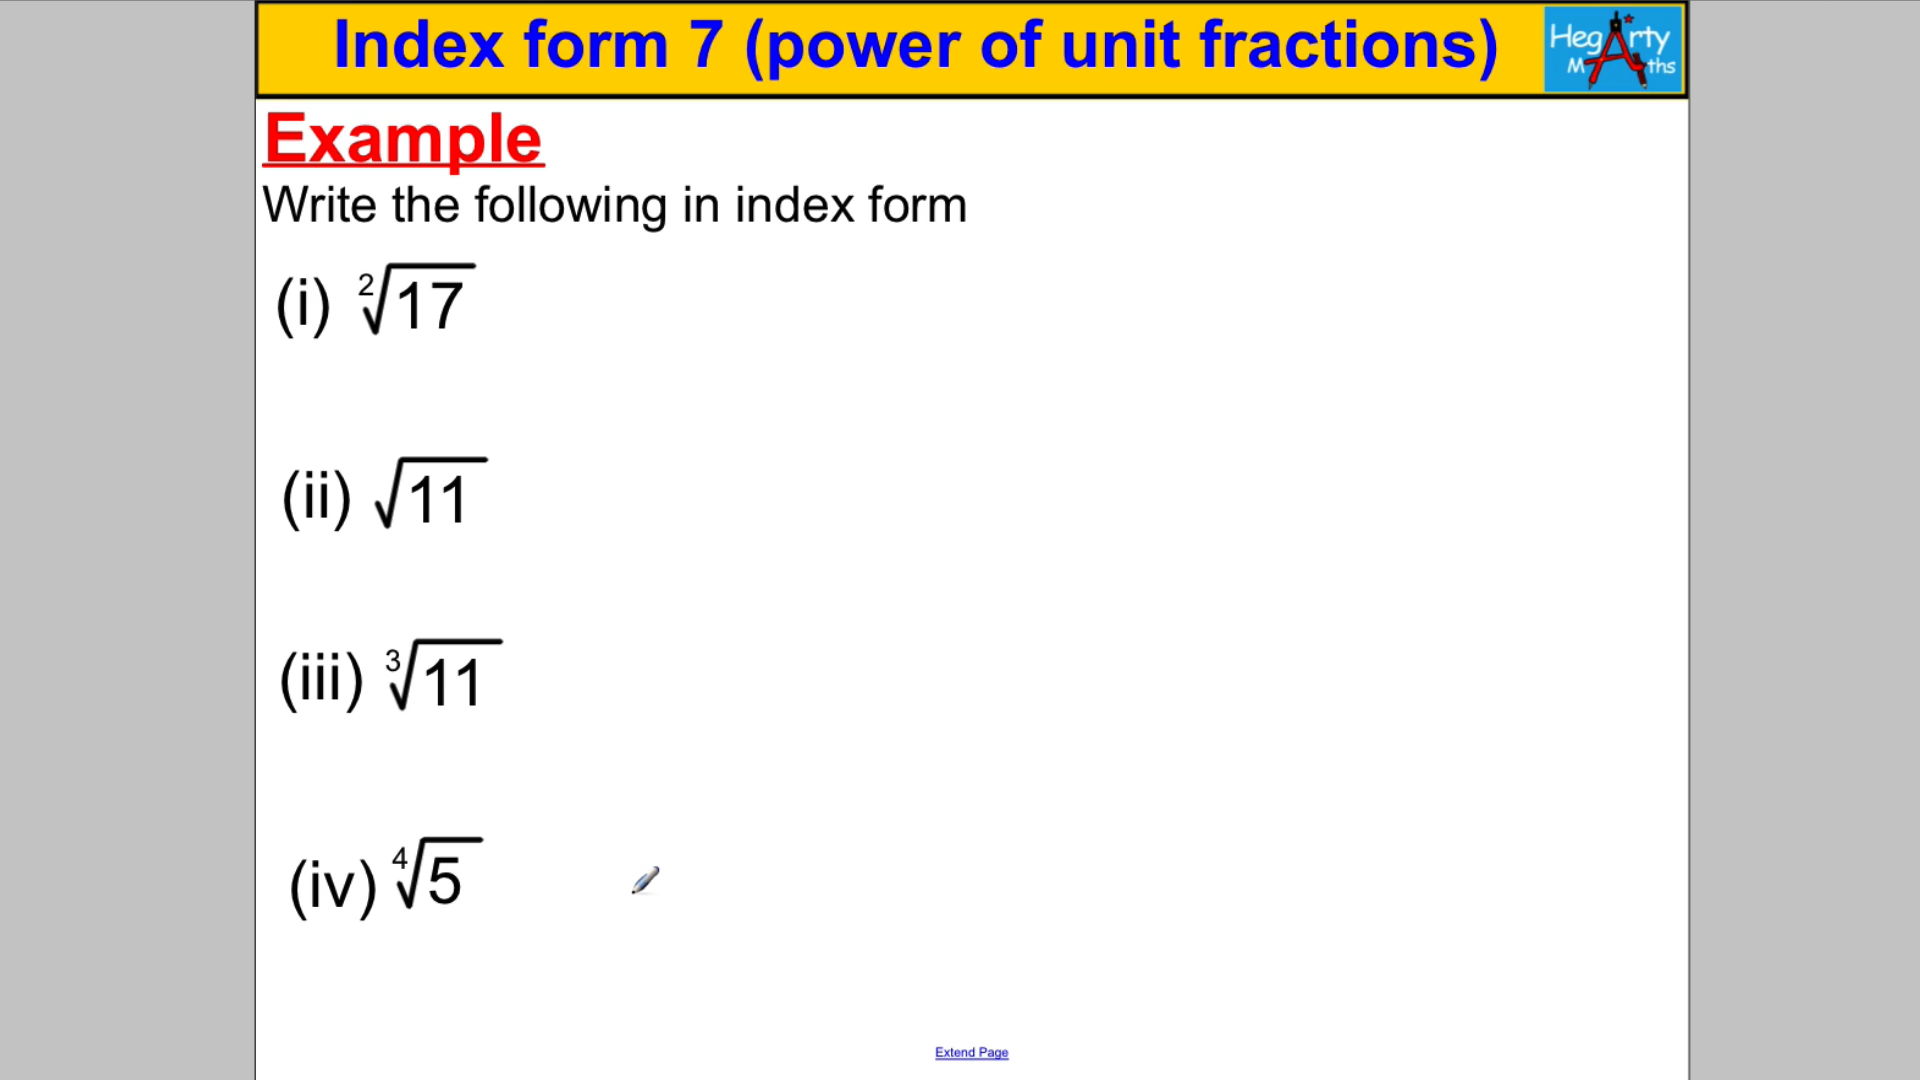 Index form 7 (power of unit fractions)
HegArty
MAths
Example
Write the following in index form
(i) ²√17
(ii) √11
(iii) ³√11
(iv) ⁴√5
Extend Page